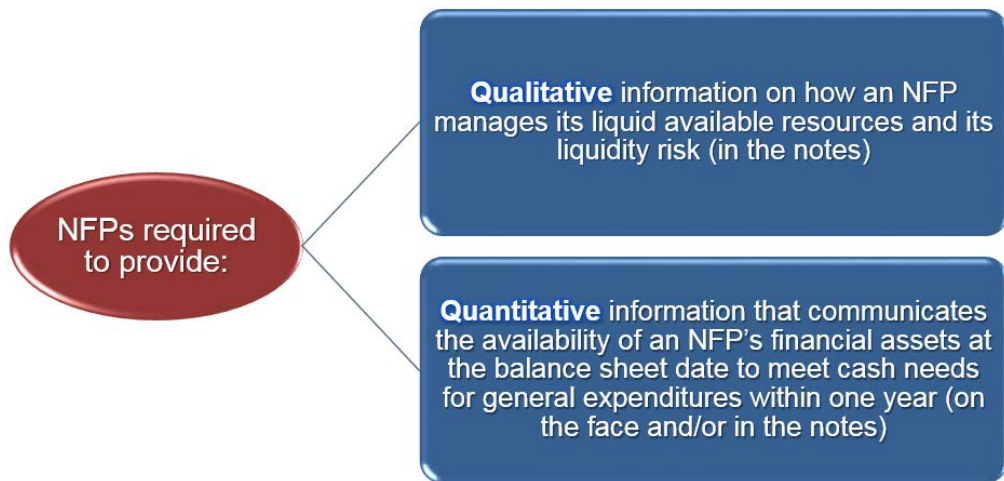 NFPs required
to provide:
Qualitative information on how an NFP
manages its liquid available resources and its
liquidity risk (in the notes)
Quantitative information that communicates
the availability of an NFP's financial assets at
the balance sheet date to meet cash needs
for general expenditures within one year (on
the face and/or in the notes)